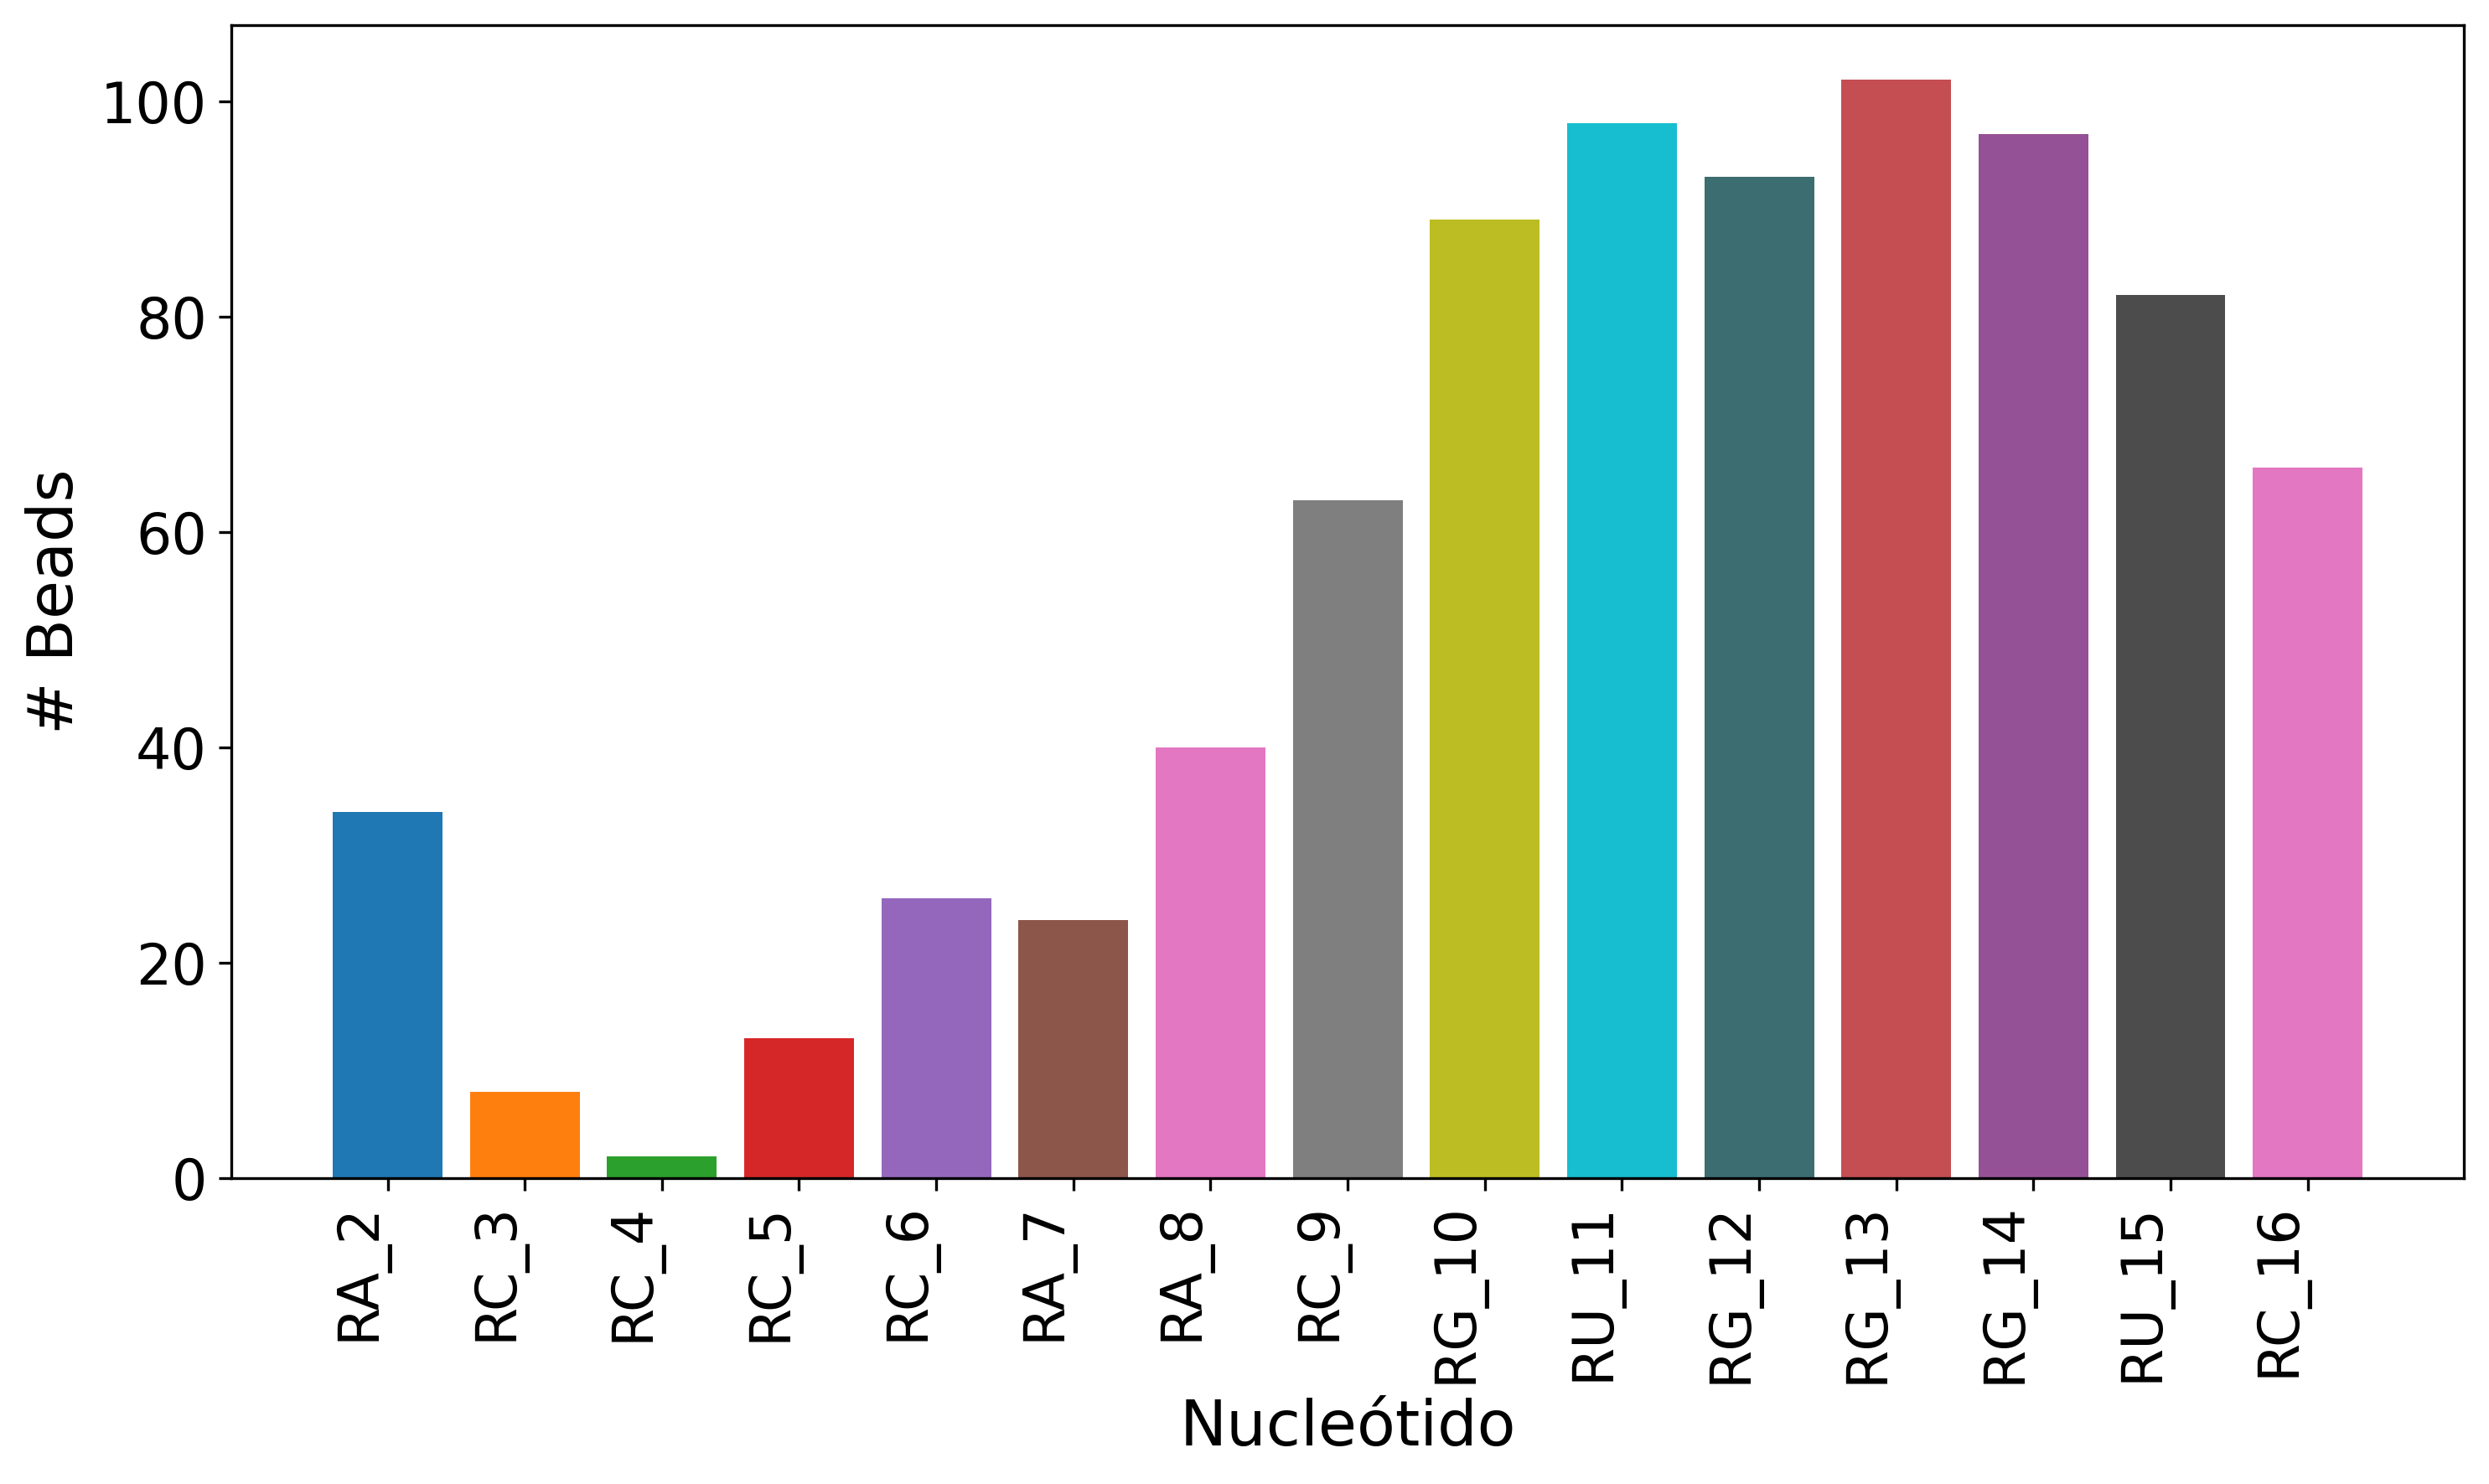 # Beads
100
80
60
40
20
0
RA_2
RC_3
RC_4
RC_5
RC_6
RA_7
RA_8
RC_9
RG_10
RU_11
RG_12
RG_13
RG_14
RU_15
RC_16
Nucleótido